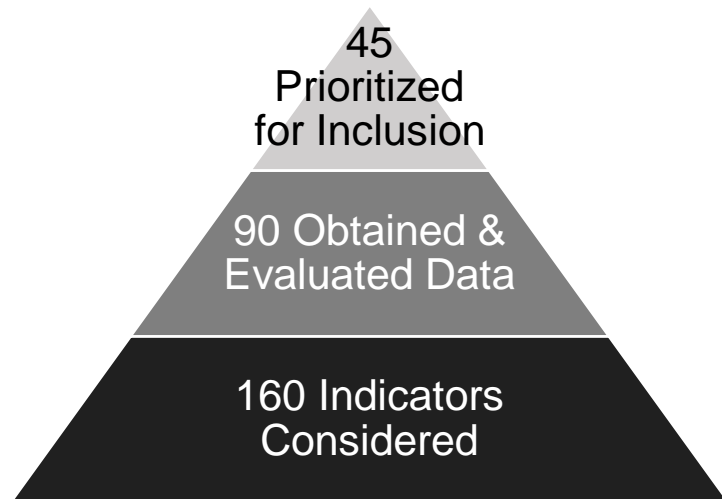 45
Prioritized
for Inclusion
90 Obtained &
Evaluated Data
160 Indicators
Considered